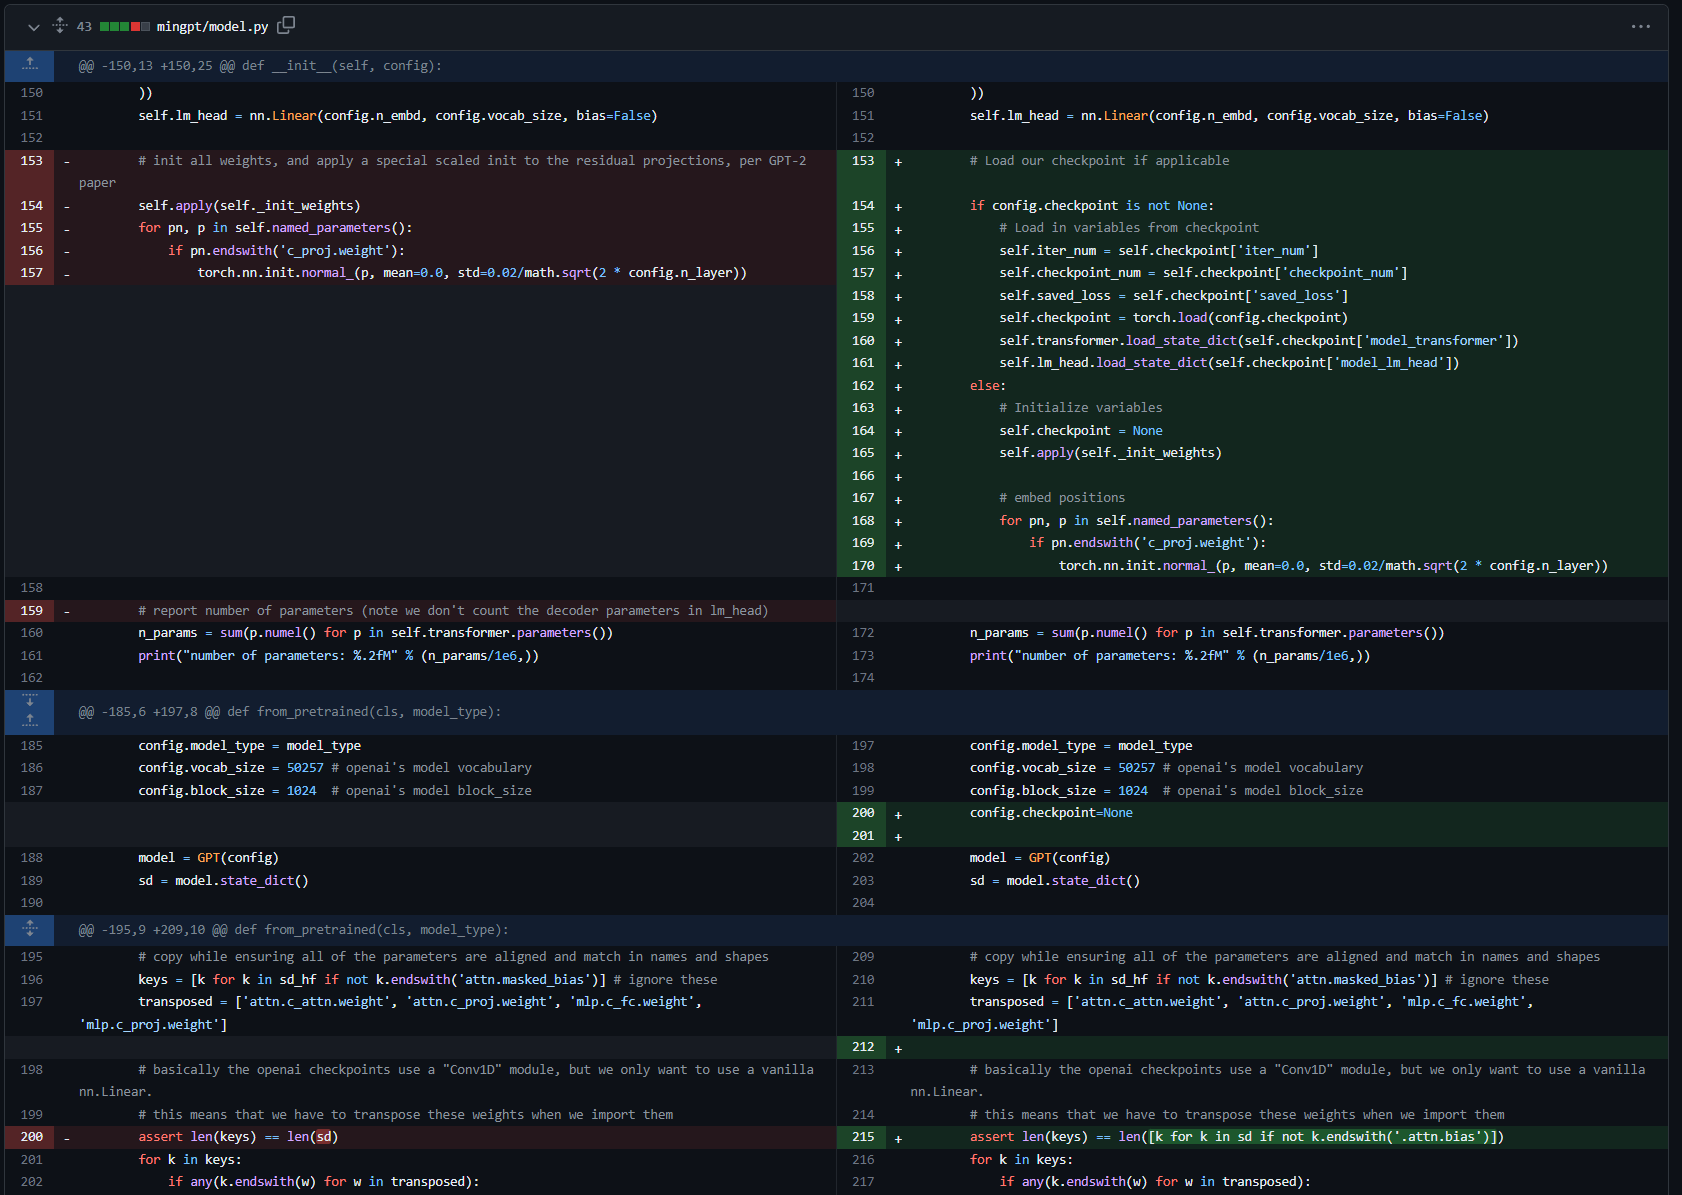 43 mingpt/model.py
@@ -150,13 +150,25 @@ def __init__(self, config):
150 )) 150 ))
151 self.lm_head = nn.Linear(config.n_embd, config.vocab_size, bias=False) 151 self.lm_head = nn.Linear(config.n_embd, config.vocab_size, bias=False)
152 152
153 - # init all weights, and apply a special scaled init to the residual projections, per GPT-2 153 + # Load our checkpoint if applicable
paper
154 - self.apply(self._init_weights) 154 + if config.checkpoint is not None:
155 - for pn, p in self.named_parameters(): 155 + # Load in variables from checkpoint
156 - if pn.endswith('c_proj.weight'): 156 + self.iter_num = self.checkpoint['iter_num']
157 - torch.nn.init.normal_(p, mean=0.0, std=0.02/math.sqrt(2 * config.n_layer)) 157 + self.checkpoint_num = self.checkpoint['checkpoint_num']
158 + self.saved_loss = self.checkpoint['saved_loss']
159 + self.checkpoint = torch.load(config.checkpoint)
160 + self.transformer.load_state_dict(self.checkpoint['model_transformer'])
161 + self.lm_head.load_state_dict(self.checkpoint['model_lm_head'])
162 + else:
163 + # Initialize variables
164 + self.checkpoint = None
165 + self.apply(self._init_weights)
166 +
167 + # embed positions
168 + for pn, p in self.named_parameters():
169 + if pn.endswith('c_proj.weight'):
170 + torch.nn.init.normal_(p, mean=0.0, std=0.02/math.sqrt(2 * config.n_layer))
158 171
159 - # report number of parameters (note we don't count the decoder parameters in lm_head)
160 n_params = sum(p.numel() for p in self.transformer.parameters()) 172 n_params = sum(p.numel() for p in self.transformer.parameters())
161 print("number of parameters: %.2fM" % (n_params/1e6,)) 173 print("number of parameters: %.2fM" % (n_params/1e6,))
162 174
@@ -185,6 +197,8 @@ def from_pretrained(cls, model_type):
185 config.model_type = model_type 197 config.model_type = model_type
186 config.vocab_size = 50257 # openai's model vocabulary 198 config.vocab_size = 50257 # openai's model vocabulary
187 config.block_size = 1024 # openai's model block_size 199 config.block_size = 1024 # openai's model block_size
200 + config.checkpoint=None
201 +
188 model = GPT(config) 202 model = GPT(config)
189 sd = model.state_dict() 203 sd = model.state_dict()
190 204
@@ -195,9 +209,10 @@ def from_pretrained(cls, model_type):
195 # copy while ensuring all of the parameters are aligned and match in names and shapes 209 # copy while ensuring all of the parameters are aligned and match in names and shapes
196 keys = [k for k in sd_hf if not k.endswith('attn.masked_bias')] # ignore these 210 keys = [k for k in sd_hf if not k.endswith('attn.masked_bias')] # ignore these
197 transposed = ['attn.c_attn.weight', 'attn.c_proj.weight', 'mlp.c_fc.weight', 211 transposed = ['attn.c_attn.weight', 'attn.c_proj.weight', 'mlp.c_fc.weight',
'mlp.c_proj.weight'] 'mlp.c_proj.weight']
212 +
198 # basically the openai checkpoints use a "Conv1D" module, but we only want to use a vanilla 213 # basically the openai checkpoints use a "Conv1D" module, but we only want to use a vanilla
nn.Linear. nn.Linear.
199 # this means that we have to transpose these weights when we import them 214 # this means that we have to transpose these weights when we import them
200 - assert len(keys) == len(sd) 215 + assert len(keys) == len([k for k in sd if not k.endswith('.attn.bias')])
201 for k in keys: 216 for k in keys:
202 if any(k.endswith(w) for w in transposed): 217 if any(k.endswith(w) for w in transposed):